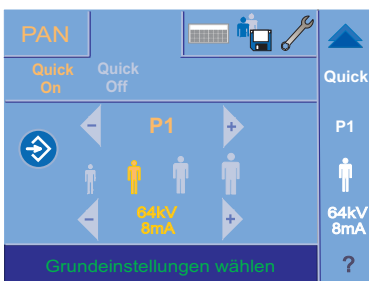 PAN
Quick On
Quick Off
Quick
- P1 +
P1
- 64kV +
8mA
64kV
8mA
Grundeinstellungen wählen
?